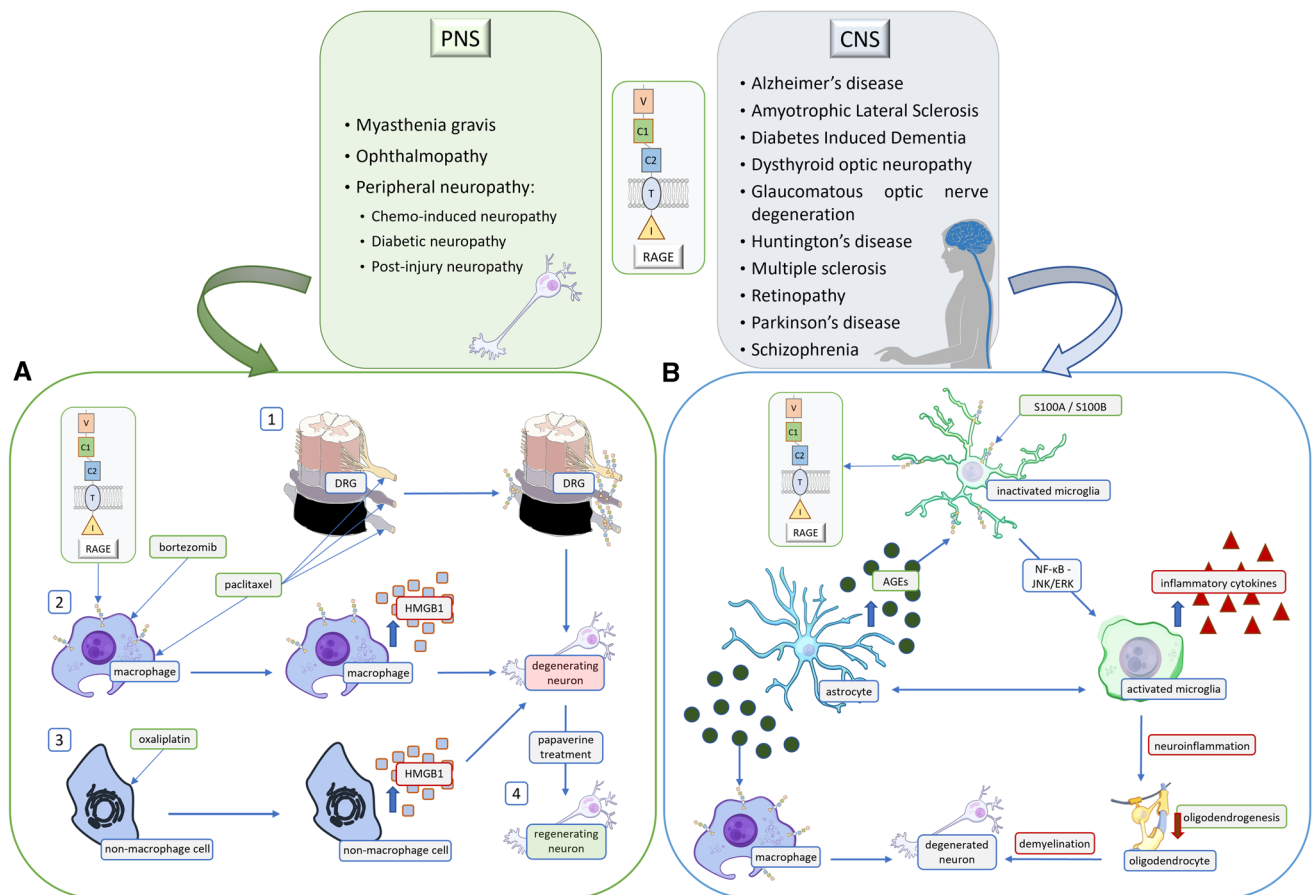 PNS
• Myasthenia gravis
• Ophthalmopathy
• Peripheral neuropathy:
• Chemo-induced neuropathy
• Diabetic neuropathy
• Post-injury neuropathy
V
C1
C2
T
I
RAGE
CNS
• Alzheimer’s disease
• Amyotrophic Lateral Sclerosis
• Diabetes Induced Dementia
• Dysthyroid optic neuropathy
• Glaucomatous optic nerve
degeneration
• Huntington’s disease
• Multiple sclerosis
• Retinopathy
• Parkinson’s disease
• Schizophrenia
A
V
C1
C2
T
I
RAGE
1
DRG
DRG
bortezomib
paclitaxel
2
macrophage
HMGB1
macrophage
degenerating
neuron
3
oxaliplatin
non-macrophage cell
HMGB1
non-macrophage cell
papaverine
treatment
4
regenerating
neuron
B
V
C1
C2
T
I
RAGE
S100A / S100B
inactivated microglia
AGEs
NF-κB -
JNK/ERK
inflammatory cytokines
astrocyte
activated microglia
neuroinflammation
oligodendrogenesis
oligodendrocyte
demyelination
degenerated
neuron
macrophage